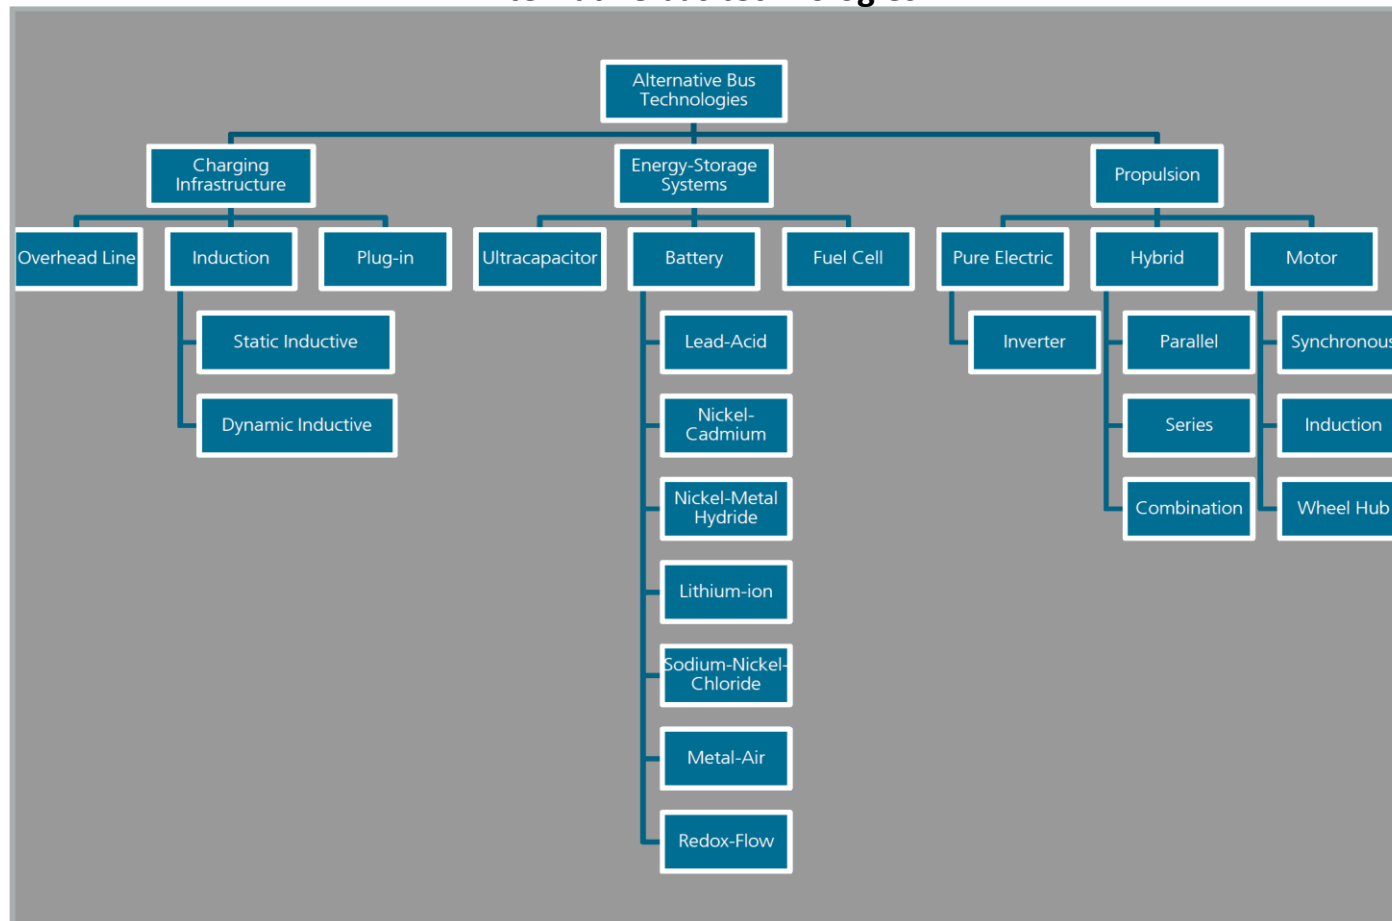 Alternative Bus
Technologies
Charging
Infrastructure
Energy-Storage
Systems
Propulsion
Overhead Line
Induction
Plug-in
Ultracapacitor
Battery
Fuel Cell
Pure Electric
Hybrid
Motor
Static Inductive
Lead-Acid
Inverter
Parallel
Synchronous
Dynamic Inductive
Nickel-
Cadmium
Series
Induction
Nickel-Metal
Hydride
Combination
Wheel Hub
Lithium-ion
Sodium-Nickel-
Chloride
Metal-Air
Redox-Flow